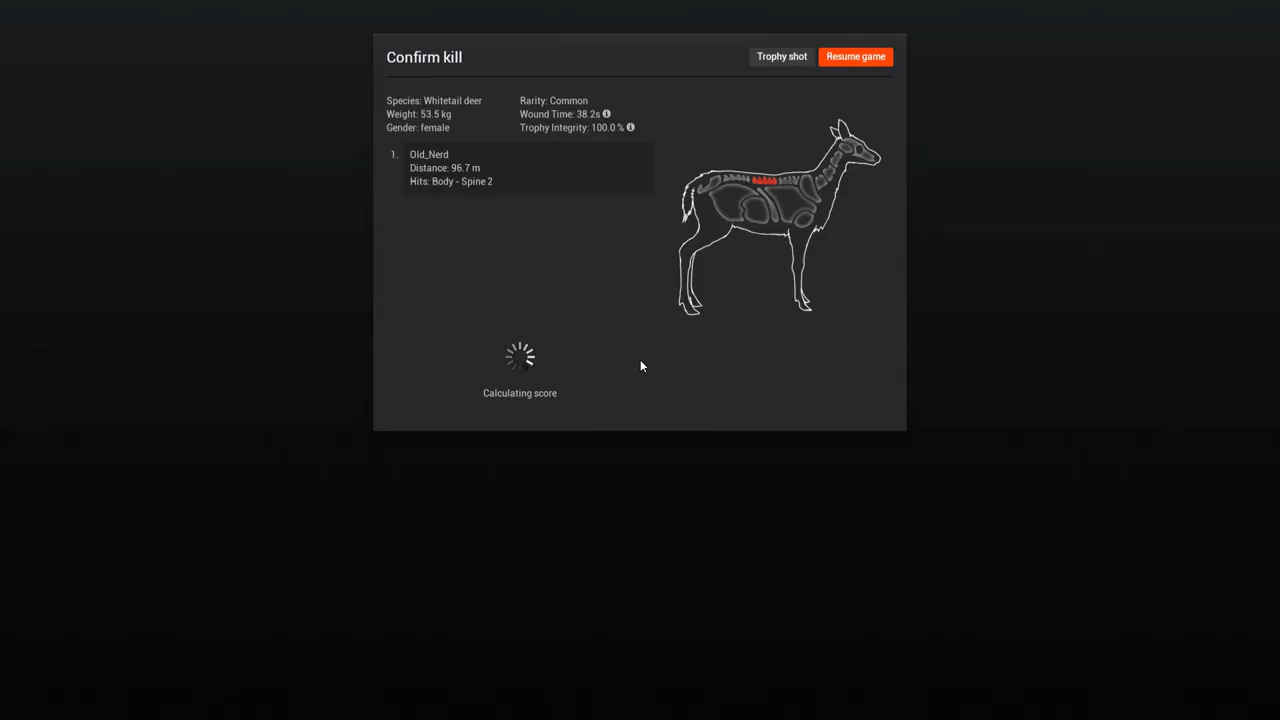 Confirm kill
Trophy shot
Resume game
Species: Whitetail deer
Weight: 53.5 kg
Gender: female
Rarity: Common
Wound Time: 38.2s
Trophy Integrity: 100.0 %
1. Old_Nerd
Distance: 96.7 m
Hits: Body - Spine 2
Calculating score